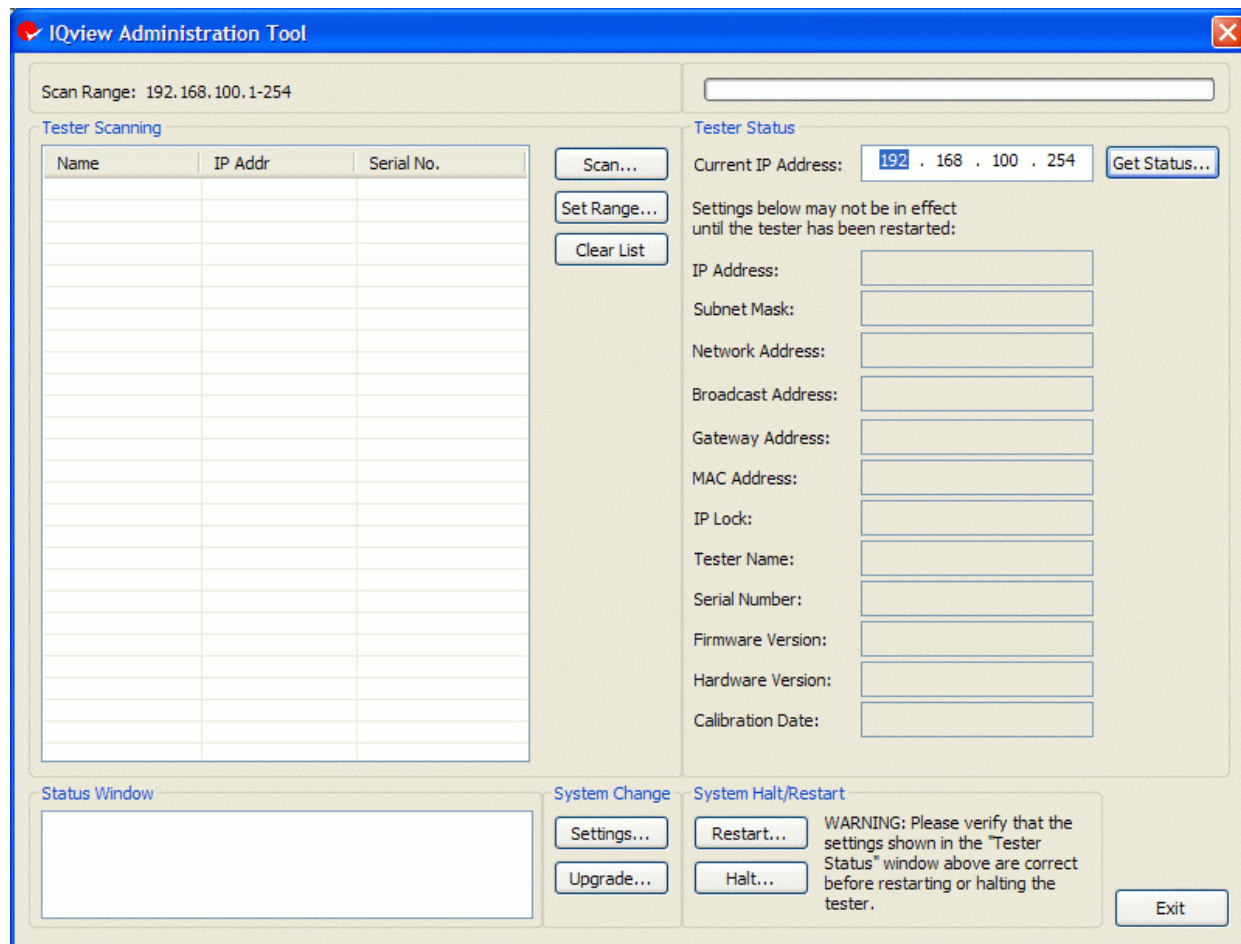 IQview Administration Tool
Scan Range: 192.168.100.1-254
Tester Scanning
Name IP Addr Serial No.
Scan...
Set Range...
Clear List
Tester Status
Current IP Address: 192 . 168 . 100 . 254 Get Status...
Settings below may not be in effect
until the tester has been restarted:
IP Address:
Subnet Mask:
Network Address:
Broadcast Address:
Gateway Address:
MAC Address:
IP Lock:
Tester Name:
Serial Number:
Firmware Version:
Hardware Version:
Calibration Date:
Status Window
System Change
Settings...
Upgrade...
System Halt/Restart
Restart...
Halt...
WARNING: Please verify that the
settings shown in the "Tester
Status" window above are correct
before restarting or halting the
tester.
Exit